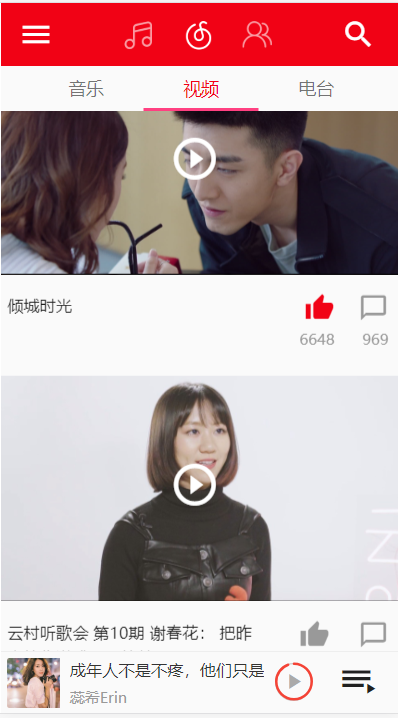 音乐 视频 电台
倾城时光
6648 969
云村听歌会 第10期 谢春花： 把昨
成年人不是不疼，他们只是
蕊希Erin